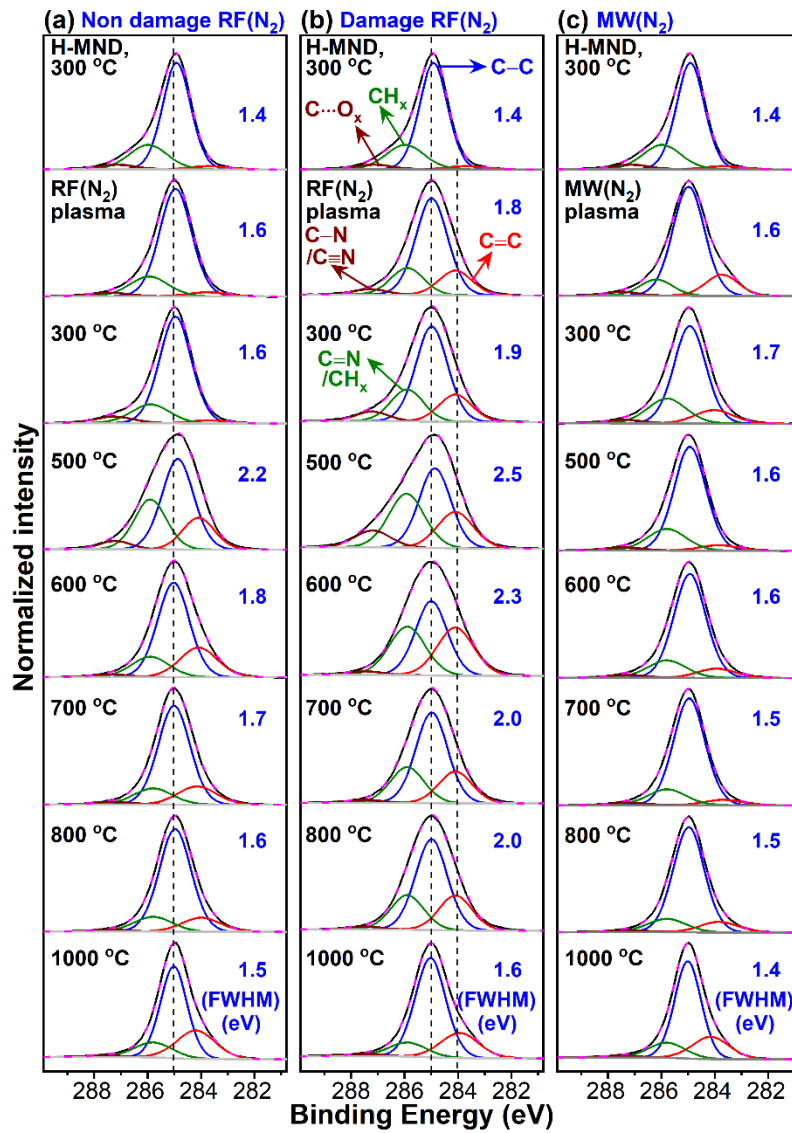 (a) Non damage RF(N₂)
H-MND,
300 °C
1.4
RF(N₂)
plasma
1.6
300 °C
1.6
500 °C
2.2
600 °C
1.8
700 °C
1.7
800 °C
1.6
1000 °C
1.5
(FWHM)
(eV)
288 286 284 282
(b) Damage RF(N₂)
H-MND,
300 °C
C–C
C···Oₓ
CHₓ
1.4
RF(N₂)
plasma
1.8
C–N
/C≡N
C=C
300 °C
1.9
C=N
/CHₓ
500 °C
2.5
600 °C
2.3
700 °C
2.0
800 °C
2.0
1000 °C
1.6
(FWHM)
(eV)
288 286 284 282
(c) MW(N₂)
H-MND,
300 °C
1.4
MW(N₂)
plasma
1.6
300 °C
1.7
500 °C
1.6
600 °C
1.6
700 °C
1.5
800 °C
1.5
1000 °C
1.4
(FWHM)
(eV)
288 286 284 282
Normalized intensity
Binding Energy (eV)